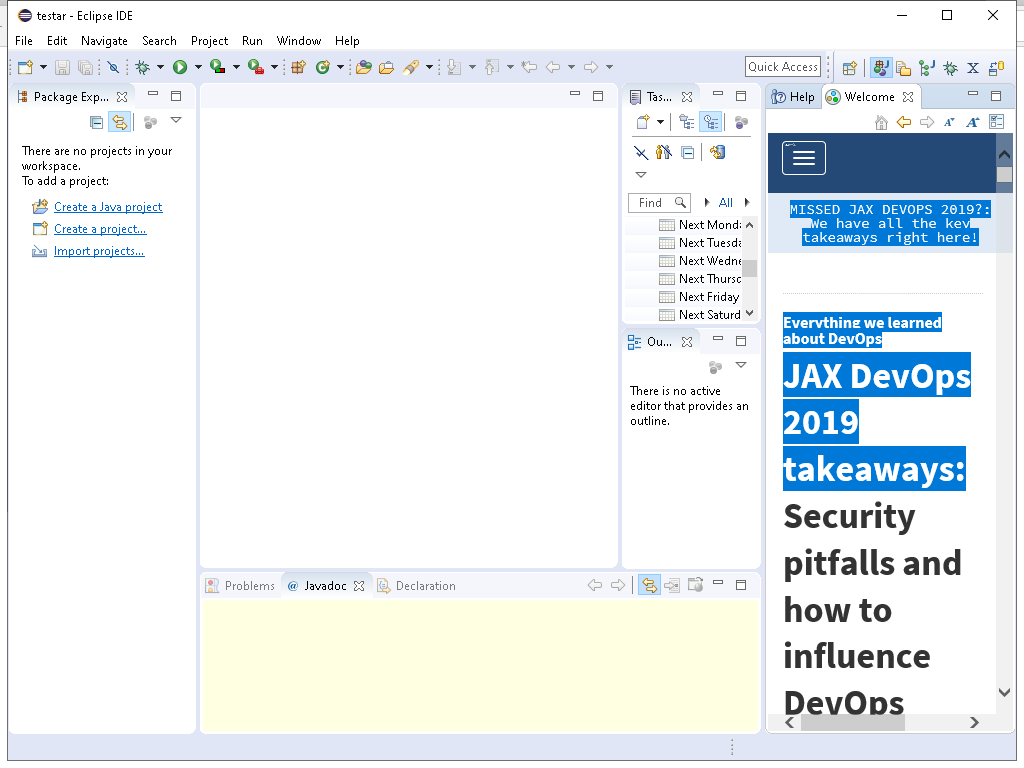 testar - Eclipse IDE
File Edit Navigate Search Project Run Window Help
Quick Access
Package Exp...
There are no projects in your
workspace.
To add a project:
Create a Java project
Create a project...
Import projects...
Tas...
Find All
Next Mond
Next Tuesda
Next Wedne
Next Thursd
Next Friday
Next Saturd
Ou...
There is no active
editor that provides an
outline.
Problems @ Javadoc Declaration
Help Welcome
MISSED JAX DEVOPS 2019?:
We have all the key
takeaways right here!
Everything we learned
about DevOps
JAX DevOps
2019
takeaways:
Security
pitfalls and
how to
influence
DevOps